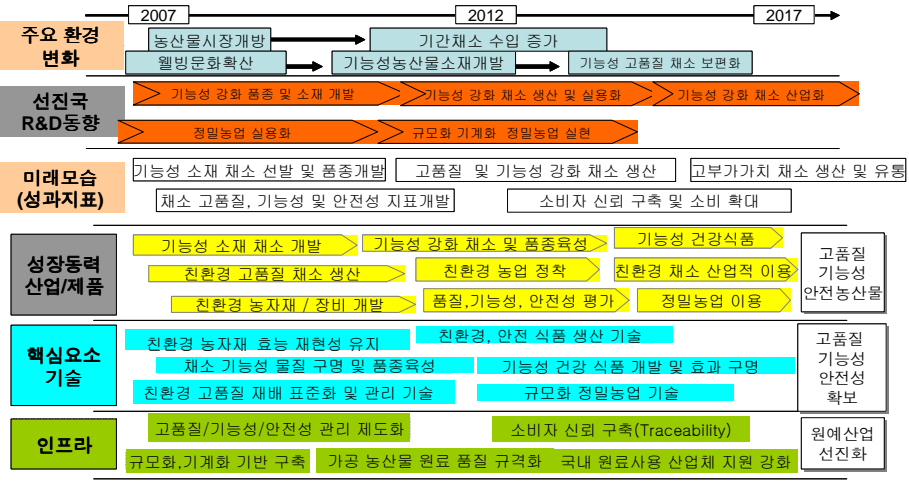 2007 2012 2017
주요 환경
변화
농산물시장개방 기간채소 수입 증가
웰빙문화확산 기능성농산물소재개발 기능성 고품질 채소 보편화
선진국
R&D동향
기능성 강화 품종 및 소재 개발 기능성 강화 채소 생산 및 실용화 기능성 강화 채소 산업화
정밀농업 실용화 규모화 기계화 정밀농업 실현
미래모습
(성과지표)
기능성 소재 채소 선발 및 품종개발 고품질 및 기능성 강화 채소 생산 고부가가치 채소 생산 및 유통
채소 고품질, 기능성 및 안전성 지표개발 소비자 신뢰 구축 및 소비 확대
성장동력
산업/제품
기능성 소재 채소 개발 기능성 강화 채소 및 품종육성 기능성 건강식품
친환경 고품질 채소 생산 친환경 농업 정착 친환경 채소 산업적 이용
친환경 농자재 / 장비 개발 품질,기능성, 안전성 평가 정밀농업 이용
고품질
기능성
안전농산물
핵심요소
기술
친환경 농자재 효능 재현성 유지 친환경, 안전 식품 생산 기술
채소 기능성 물질 구명 및 품종육성 기능성 건강 식품 개발 및 효과 구명
친환경 고품질 재배 표준화 및 관리 기술 규모화 정밀농업 기술
고품질
기능성
안전성
확보
인프라
고품질/기능성/안전성 관리 제도화 소비자 신뢰 구축(Traceability)
규모화,기계화 기반 구축 가공 농산물 원료 품질 규격화 국내 원료사용 산업체 지원 강화
원예산업
선진화